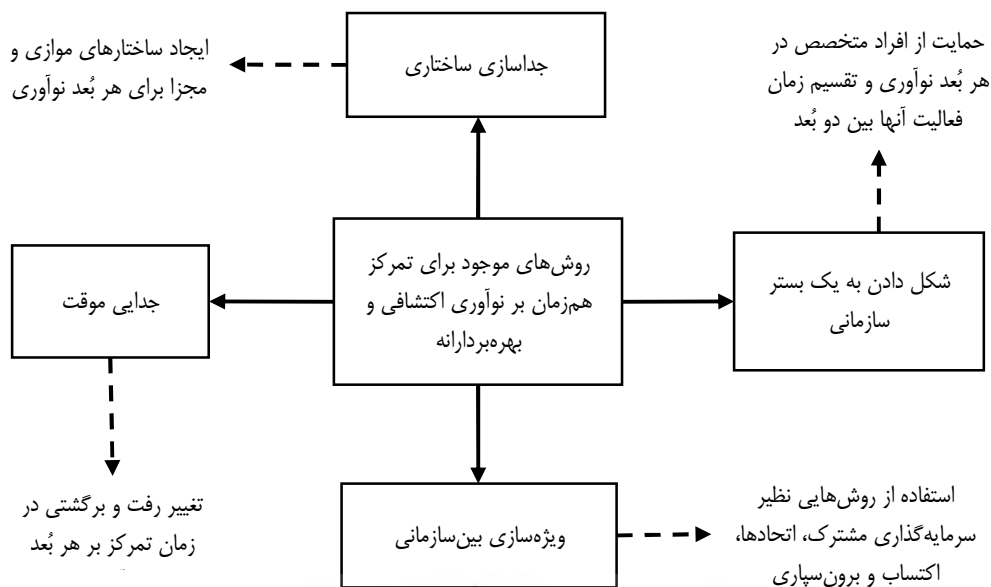 جداسازی ساختاری
ایجاد ساختارهای موازی و
مجزا برای هر بُعد نوآوری
حمایت از افراد متخصص در
هر بُعد نوآوری و تقسیم زمان
فعالیت آنها بین دو بُعد
روش‌های موجود برای تمرکز
هم‌زمان بر نوآوری اکتشافی و
بهره‌بردارانه
شکل دادن به یک بستر
سازمانی
جدایی موقت
تغییر رفت و برگشتی در
زمان تمرکز بر هر بُعد
ویژه‌سازی بین‌سازمانی
استفاده از روش‌هایی نظیر
سرمایه‌گذاری مشترک، اتحادها،
اکتساب و برون‌سپاری